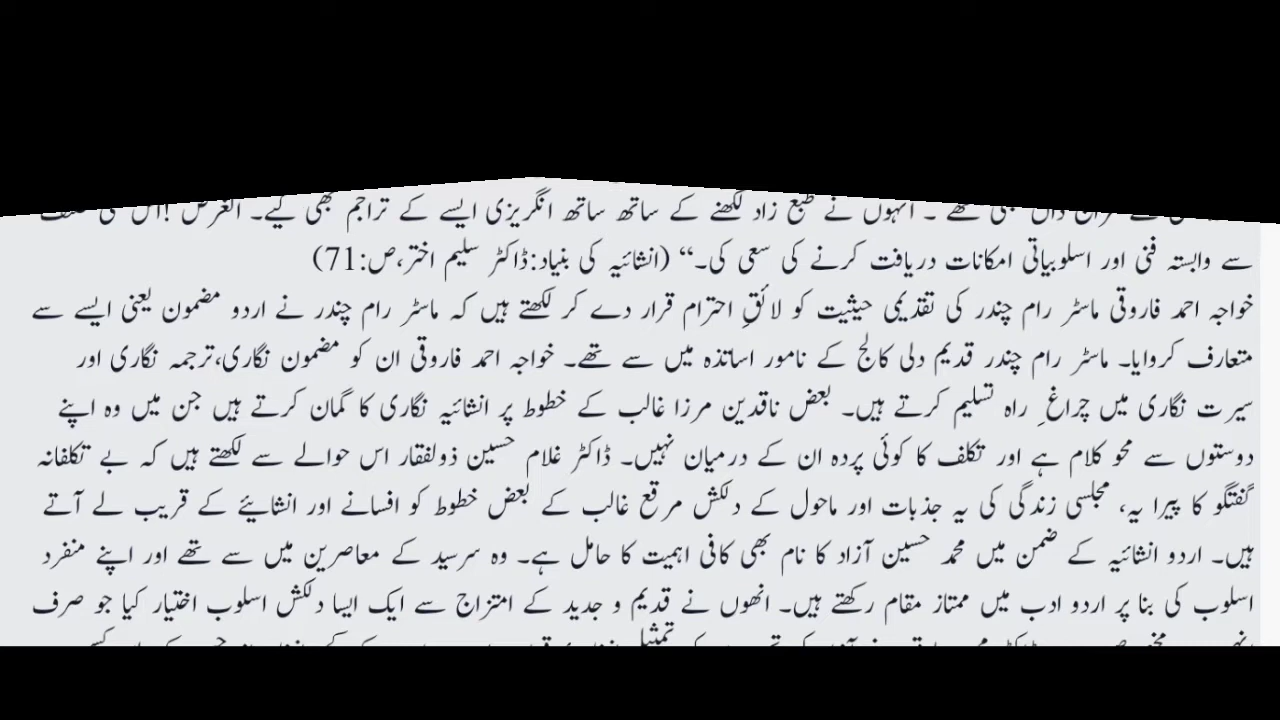 انہوں نے طبع زاد لکھنے کے ساتھ ساتھ انگریزی ایسے کے تراجم بھی کیے۔ الغرض
سے وابستہ فنی اور اسلوبیاتی امکانات دریافت کرنے کی سعی کی۔“ (انشائیہ کی بنیاد:ڈاکٹر سلیم اختر،ص:71)
خواجہ احمد فاروقی ماسٹر رام چندر کی تقدیمی حیثیت کو لائقِ احترام قرار دے کر لکھتے ہیں کہ ماسٹر رام چندر نے اردو مضمون یعنی ایسے سے
متعارف کروایا۔ ماسٹر رام چندر قدیم دلی کالج کے نامور اساتذہ میں سے تھے۔ خواجہ احمد فاروقی ان کو مضمون نگاری،ترجمہ نگاری اور
سیرت نگاری میں چراغِ راہ تسلیم کرتے ہیں۔ بعض ناقدین مرزا غالب کے خطوط پر انشائیہ نگاری کا گمان کرتے ہیں جن میں وہ اپنے
دوستوں سے محو کلام ہے اور تکلف کا کوئی پردہ ان کے درمیان نہیں۔ ڈاکٹر غلام حسین ذولفقار اس حوالے سے لکھتے ہیں کہ بے تکلفانہ
گفتگو کا پیرا یہ، مجلسی زندگی کی یہ جذبات اور ماحول کے دلکش مرقع غالب کے بعض خطوط کو افسانے اور انشائیے کے قریب لے آتے
ہیں۔ اردو انشائیہ کے ضمن میں محمد حسین آزاد کا نام بھی کافی اہمیت کا حامل ہے۔ وہ سرسید کے معاصرین میں سے تھے اور اپنے منفرد
اسلوب کی بنا پر اردو ادب میں ممتاز مقام رکھتے ہیں۔ انھوں نے قدیم و جدید کے امتزاج سے ایک ایسا دلکش اسلوب اختیار کیا جو صرف